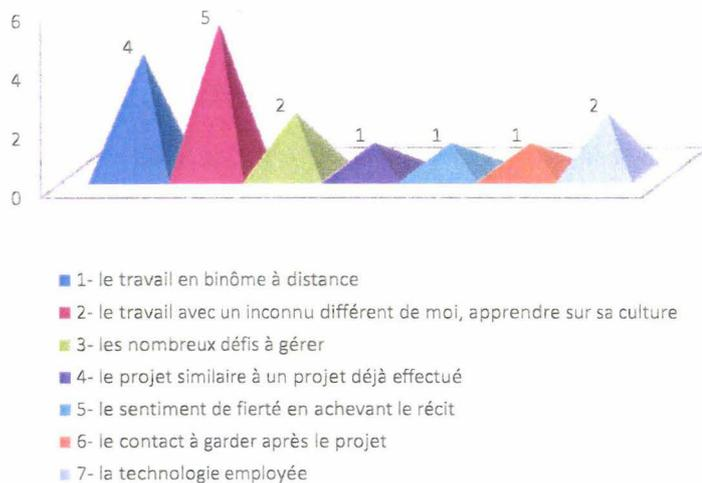 6
4
2
0
4
5
2
1
1
1
2
1- le travail en binôme à distance
2- le travail avec un inconnu différent de moi, apprendre sur sa culture
3- les nombreux défis à gérer
4- le projet similaire à un projet déjà effectué
5- le sentiment de fierté en achevant le récit
6- le contact à garder après le projet
7- la technologie employée